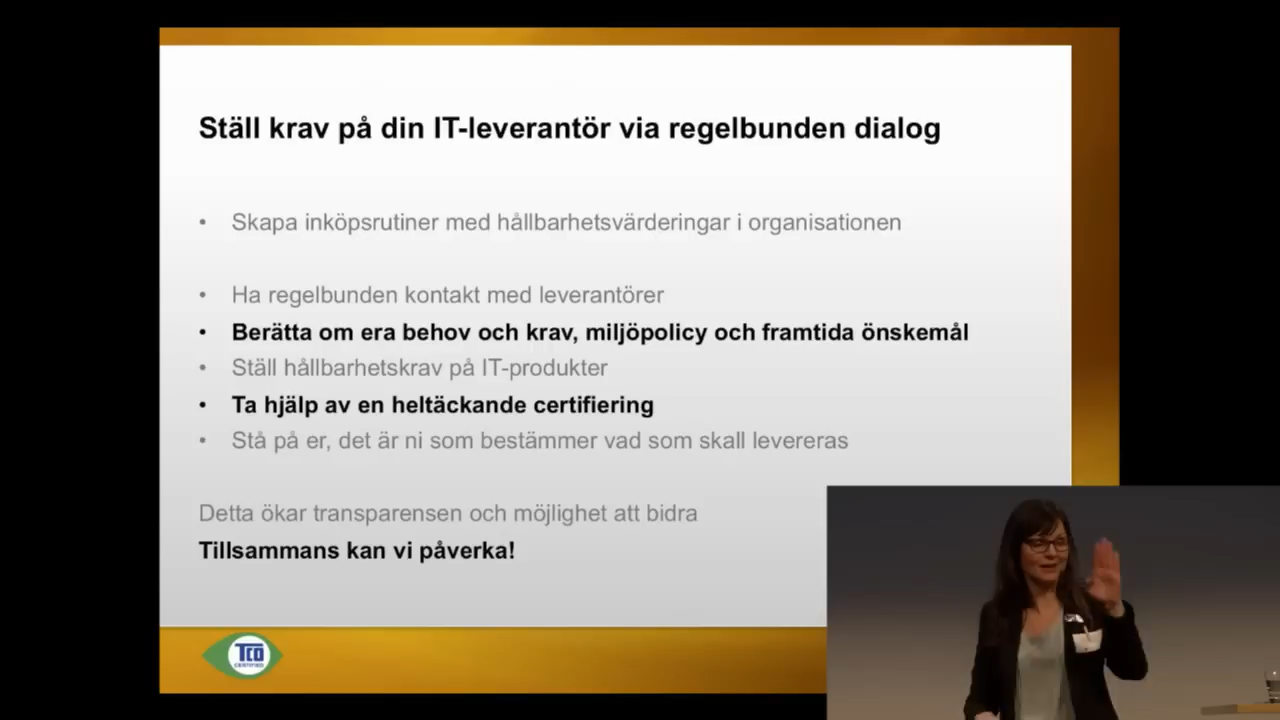 Ställ krav på din IT-leverantör via regelbunden dialog
• Skapa inköpsrutiner med hållbarhetsvärderingar i organisationen
• Ha regelbunden kontakt med leverantörer
• Berätta om era behov och krav, miljöpolicy och framtida önskemål
• Ställ hållbarhetskrav på IT-produkter
• Ta hjälp av en heltäckande certifiering
• Stå på er, det är ni som bestämmer vad som skall levereras
Detta ökar transparensen och möjlighet att bidra
Tillsammans kan vi påverka!
TCO
CERTIFIED